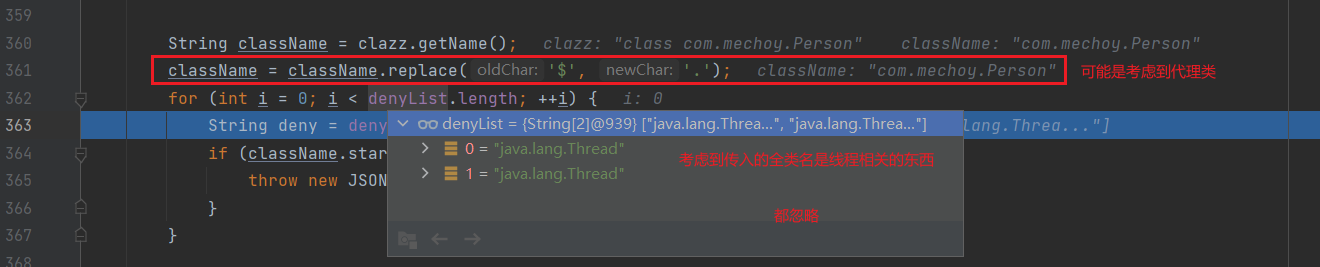 359
360 String className = clazz.getName(); clazz: "class com.mechoy.Person" className: "com.mechoy.Person"
361 className = className.replace( oldChar: '$', newChar: '.'); className: "com.mechoy.Person" 可能是考虑到代理类
362 for (int i = 0; i < denyList.length; ++i) { i: 0
363 String deny = deny lang.Threa..."]
denyList = {String[2]@939} ["java.lang.Threa...", "java.lang.Threa..."]
364 if (className.star
0 = "java.lang.Thread" 考虑到传入的全类名是线程相关的东西
365 throw new JSON
1 = "java.lang.Thread"
366 }
都忽略
367 }
368